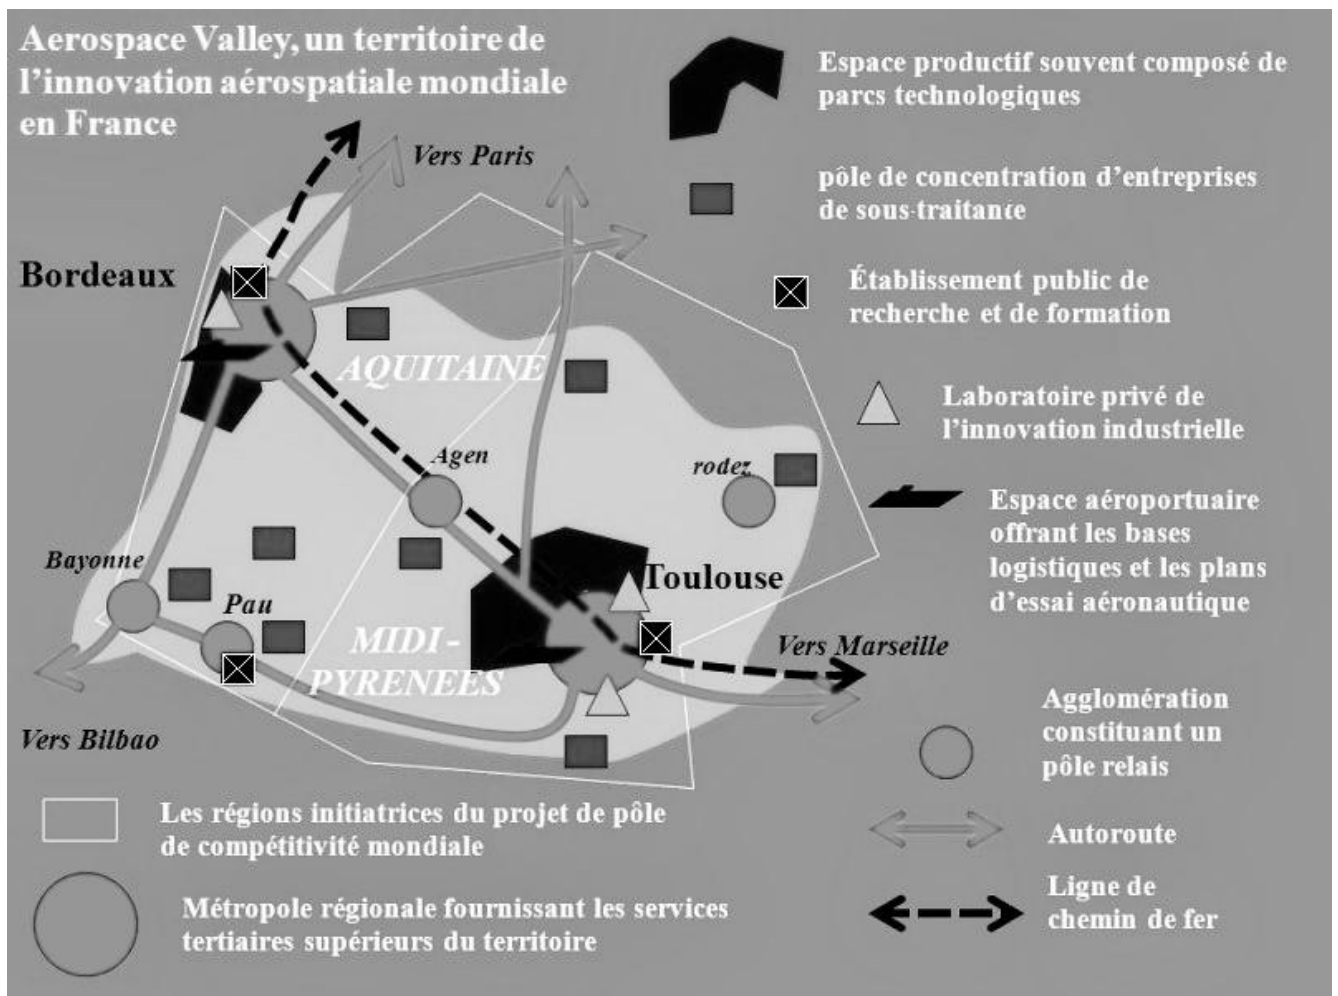 Aerospace Valley, un territoire de
l'innovation aérospatiale mondiale
en France
Vers Paris
Bordeaux
AQUITAINE
Agen
rodez
Bayonne
Pau
Toulouse
MIDI-
PYRENEES
Vers Marseille
Vers Bilbao
Espace productif souvent composé de
parcs technologiques
pôle de concentration d'entreprises
de sous-traitance
Établissement public de
recherche et de formation
Laboratoire privé de
l'innovation industrielle
Espace aéroportuaire
offrant les bases
logistiques et les plans
d'essai aéronautique
Agglomération
constituant un
pôle relais
Autoroute
Ligne de
chemin de fer
Les régions initiatrices du projet de pôle
de compétitivité mondiale
Métropole régionale fournissant les services
tertiaires supérieurs du territoire